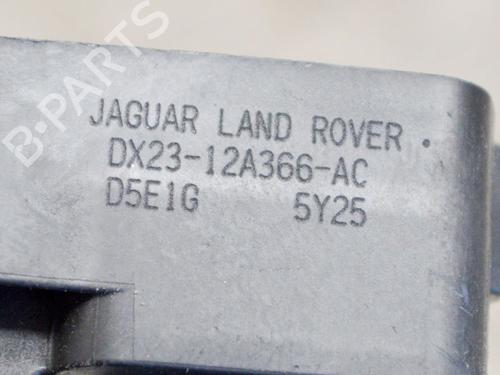 B-PARTS
JAGUAR LAND ROVER .
DX23-12A366-AC
D5E1G 5Y25